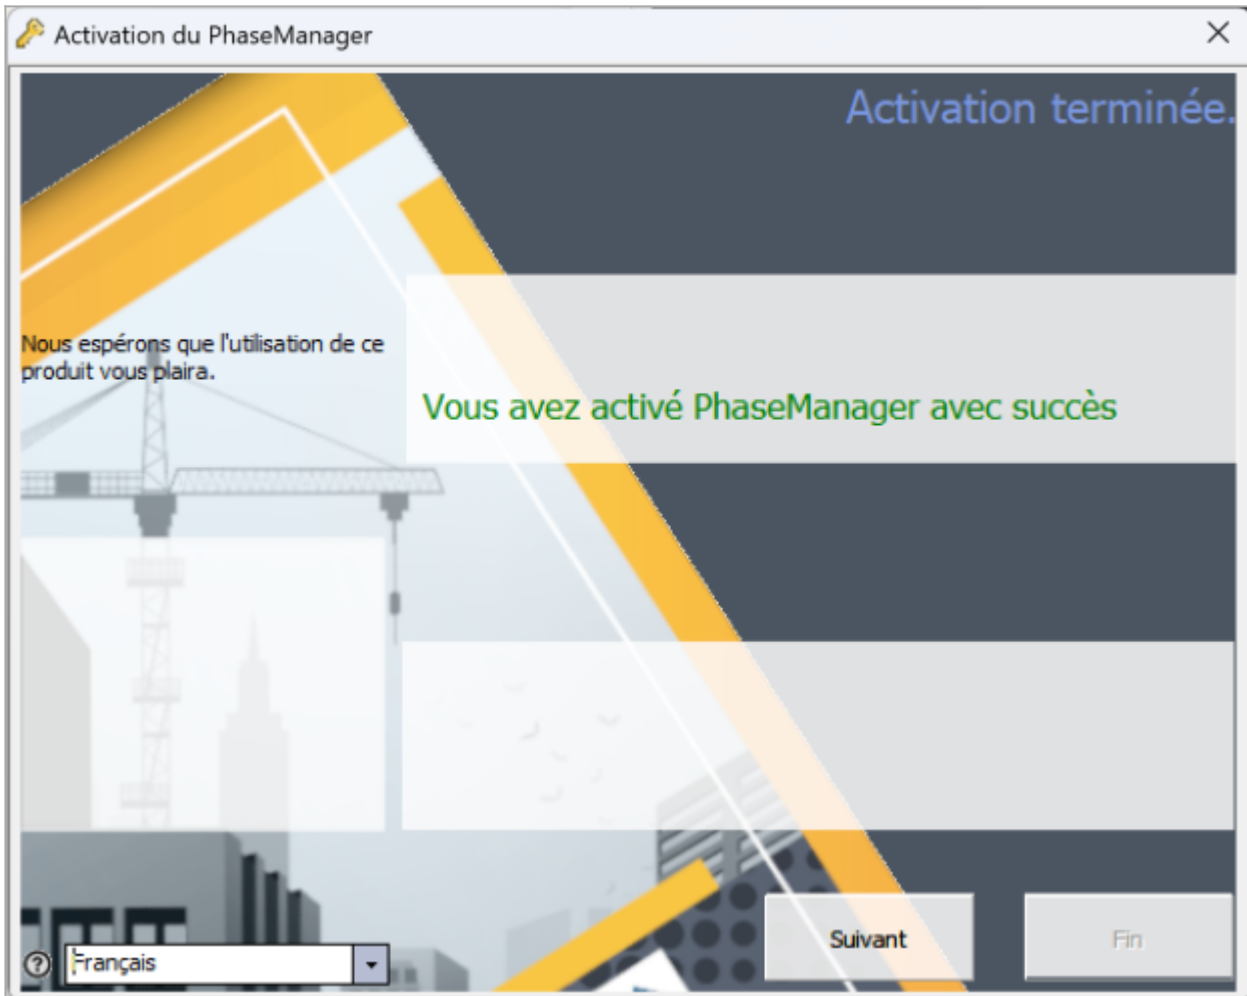 Activation du PhaseManager
Activation terminée.
Nous espérons que l'utilisation de ce
produit vous plaira.
Vous avez activé PhaseManager avec succès
Suivant
Fin
Français